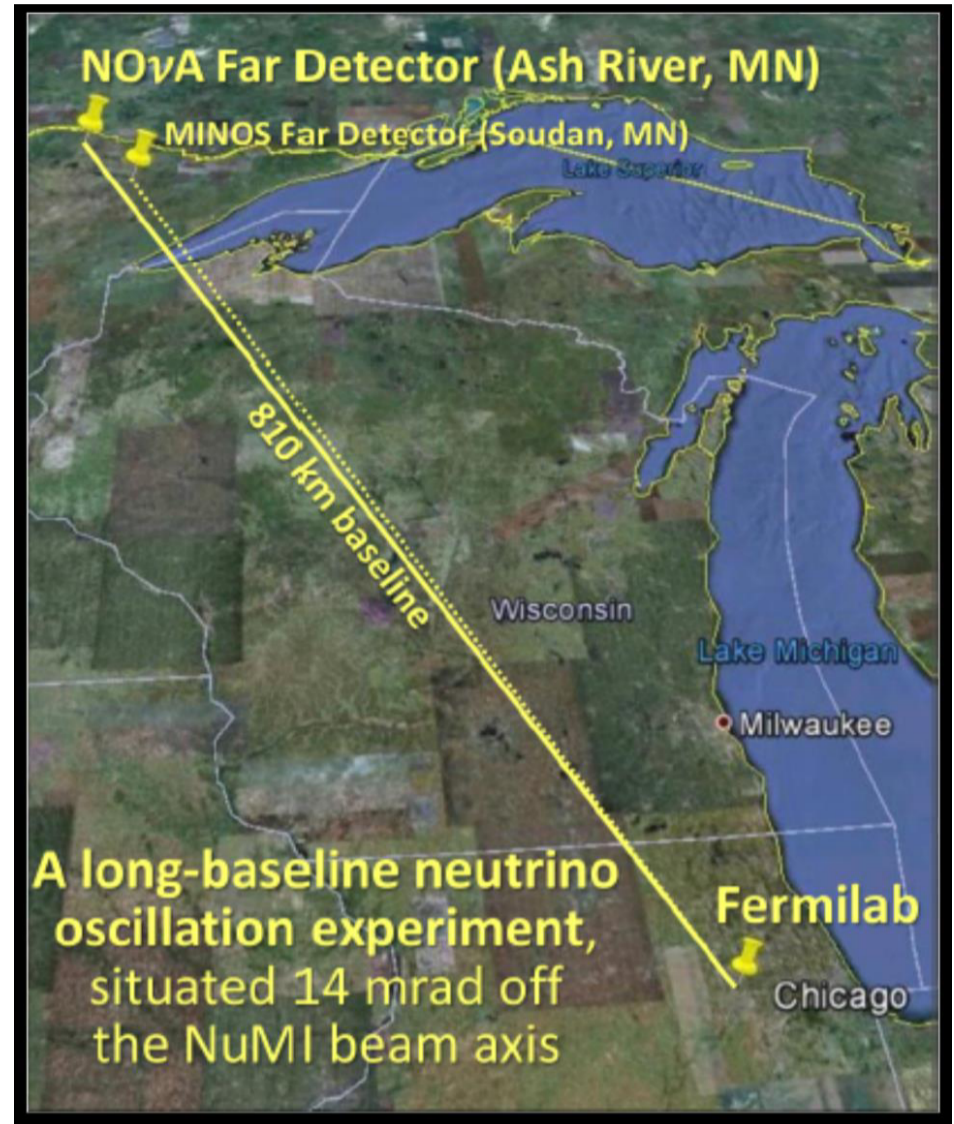 NOνA Far Detector (Ash River, MN)
MINOS Far Detector (Soudan, MN)
Lake Superior
810 km baseline
Wisconsin
Lake Michigan
Milwaukee
A long-baseline neutrino
oscillation experiment,
situated 14 mrad off
the NuMI beam axis
Fermilab
Chicago